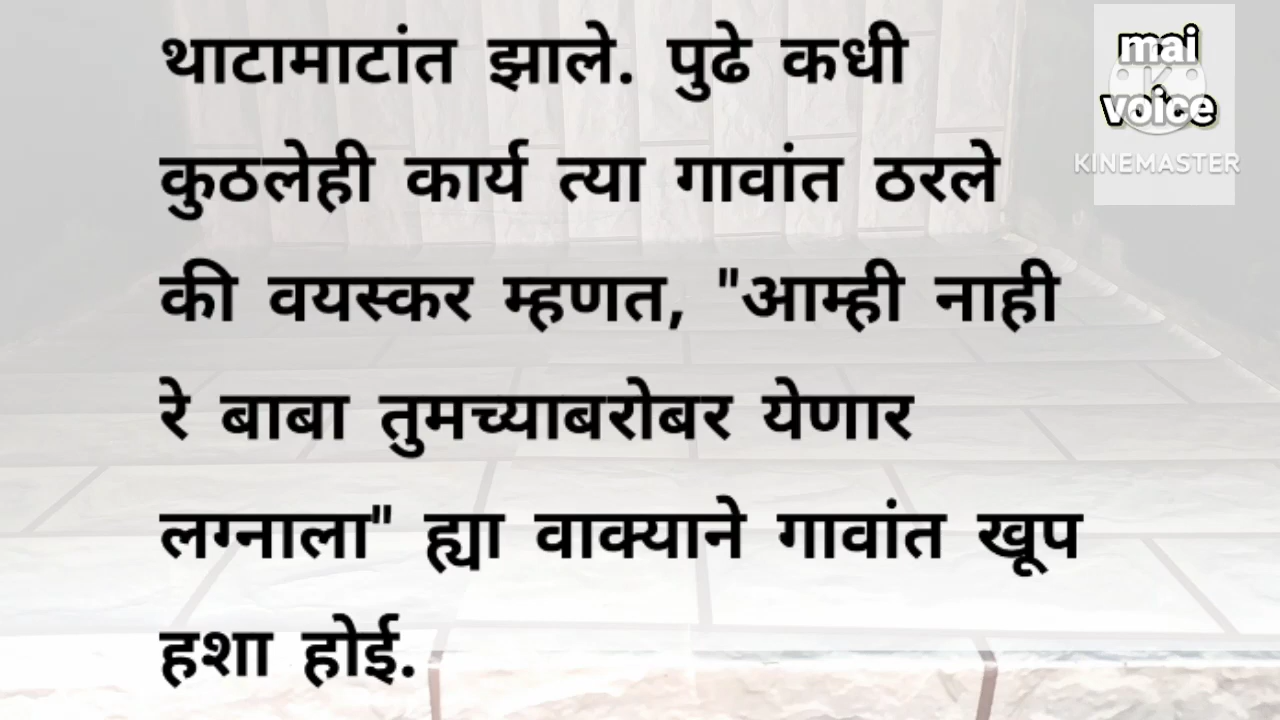 थाटामाटांत झाले. पुढे कधी
कुठलेही कार्य त्या गावांत ठरले
की वयस्कर म्हणत, "आम्ही नाही
रे बाबा तुमच्याबरोबर येणार
लग्नाला" ह्या वाक्याने गावांत खूप
हशा होई.
mai
voice
KINEMASTER